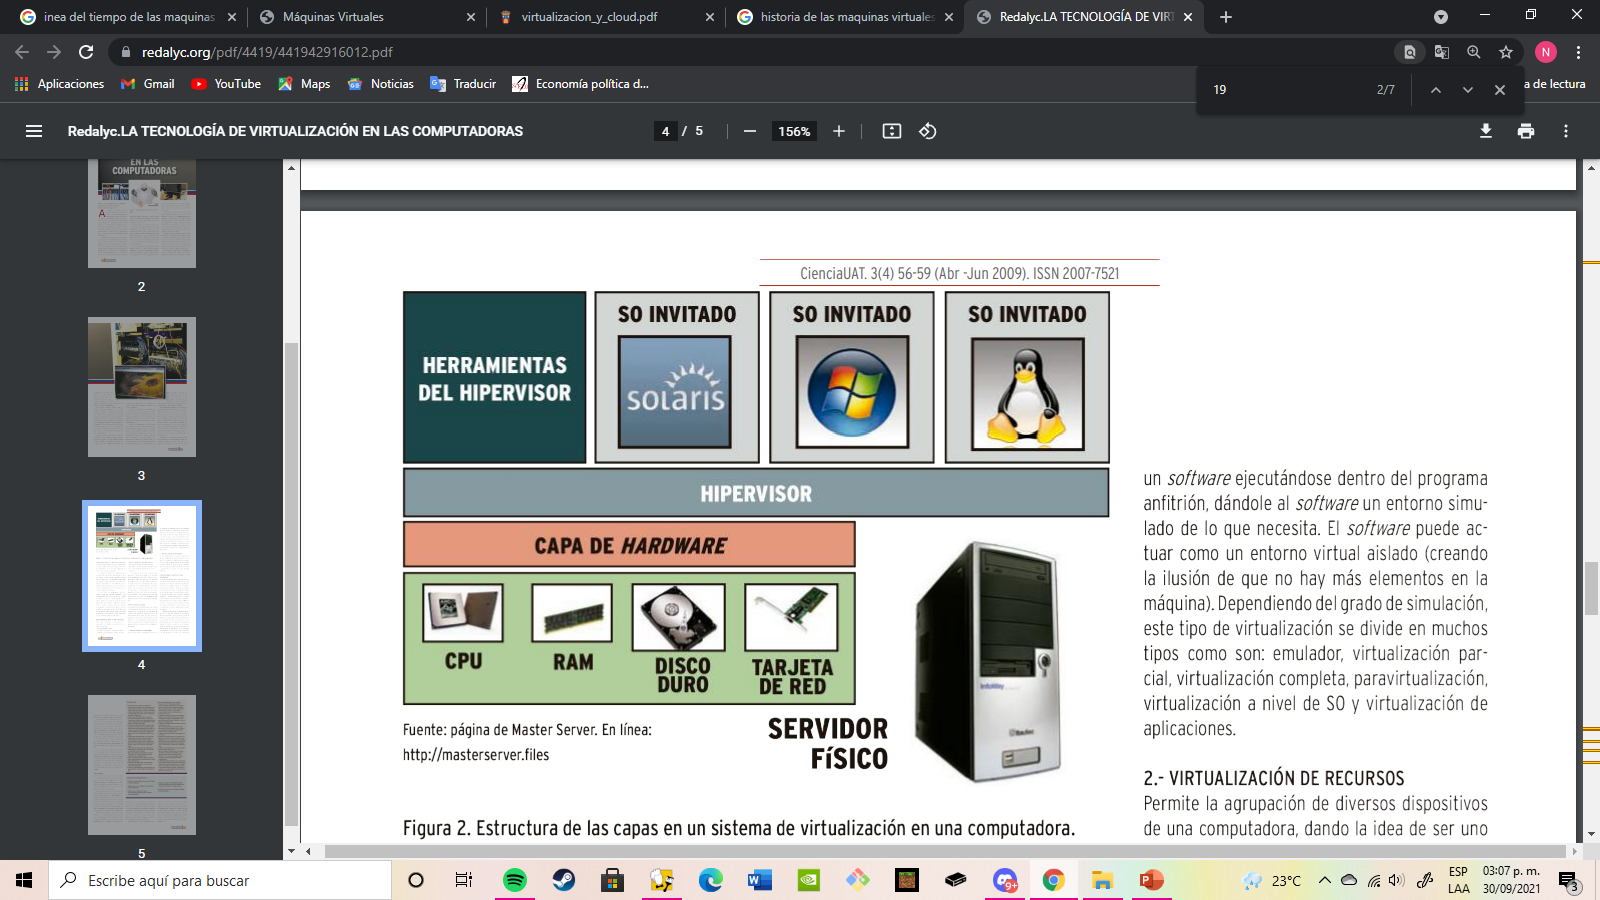 inea del tiempo de las maquinas
Máquinas Virtuales
virtualizacion_y_cloud.pdf
historia de las maquinas virtuales
Redalyc.LA TECNOLOGÍA DE VIRT
redalyc.org/pdf/4419/441942916012.pdf
N
Aplicaciones
Gmail
YouTube
Maps
Noticias
Traducir
Economía política d...
a de lectura
19
2/7
Redalyc.LA TECNOLOGÍA DE VIRTUALIZACIÓN EN LAS COMPUTADORAS
4 / 5
156%
EN LAS
COMPUTADORAS
A
2
3
4
5
CienciaUAT. 3(4) 56-59 (Abr -Jun 2009). ISSN 2007-7521
HERRAMIENTAS
DEL HIPERVISOR
SO INVITADO
solaris
SO INVITADO
SO INVITADO
HIPERVISOR
CAPA DE HARDWARE
CPU
RAM
DISCO
DURO
TARJETA
DE RED
Fuente: página de Master Server. En línea:
http://masterserver.files
SERVIDOR
FíSICO
Figura 2. Estructura de las capas en un sistema de virtualización en una computadora.
un software ejecutándose dentro del programa
anfitrión, dándole al software un entorno simu-
lado de lo que necesita. El software puede ac-
tuar como un entorno virtual aislado (creando
la ilusión de que no hay más elementos en la
máquina). Dependiendo del grado de simulación,
este tipo de virtualización se divide en muchos
tipos como son: emulador, virtualización par-
cial, virtualización completa, paravirtualización,
virtualización a nivel de SO y virtualización de
aplicaciones.
2.- VIRTUALIZACIÓN DE RECURSOS
Permite la agrupación de diversos dispositivos
de una computadora, dando la idea de ser uno
Escribe aquí para buscar
9+
23°C
ESP
LAA
03:07 p. m.
30/09/2021
3